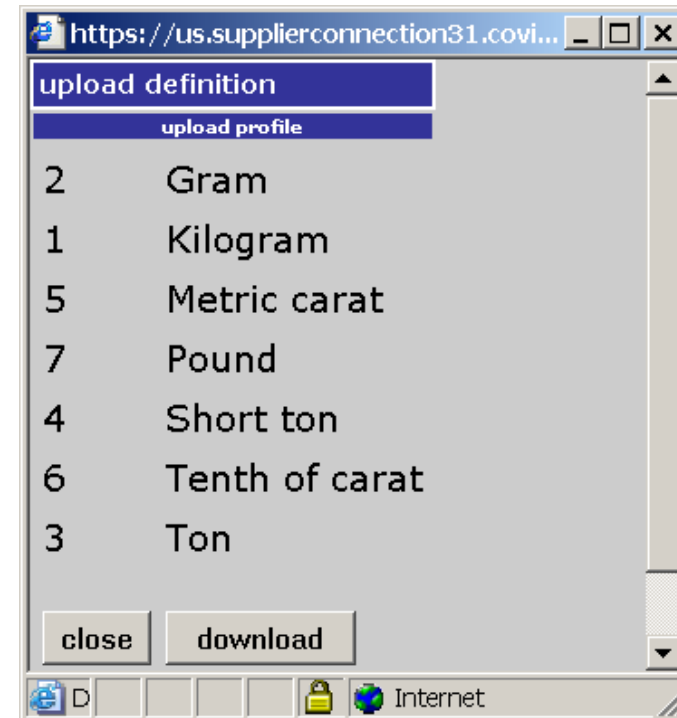 https://us.supplierconnection31.covi...
upload definition
upload profile
2 Gram
1 Kilogram
5 Metric carat
7 Pound
4 Short ton
6 Tenth of carat
3 Ton
close download
D Internet